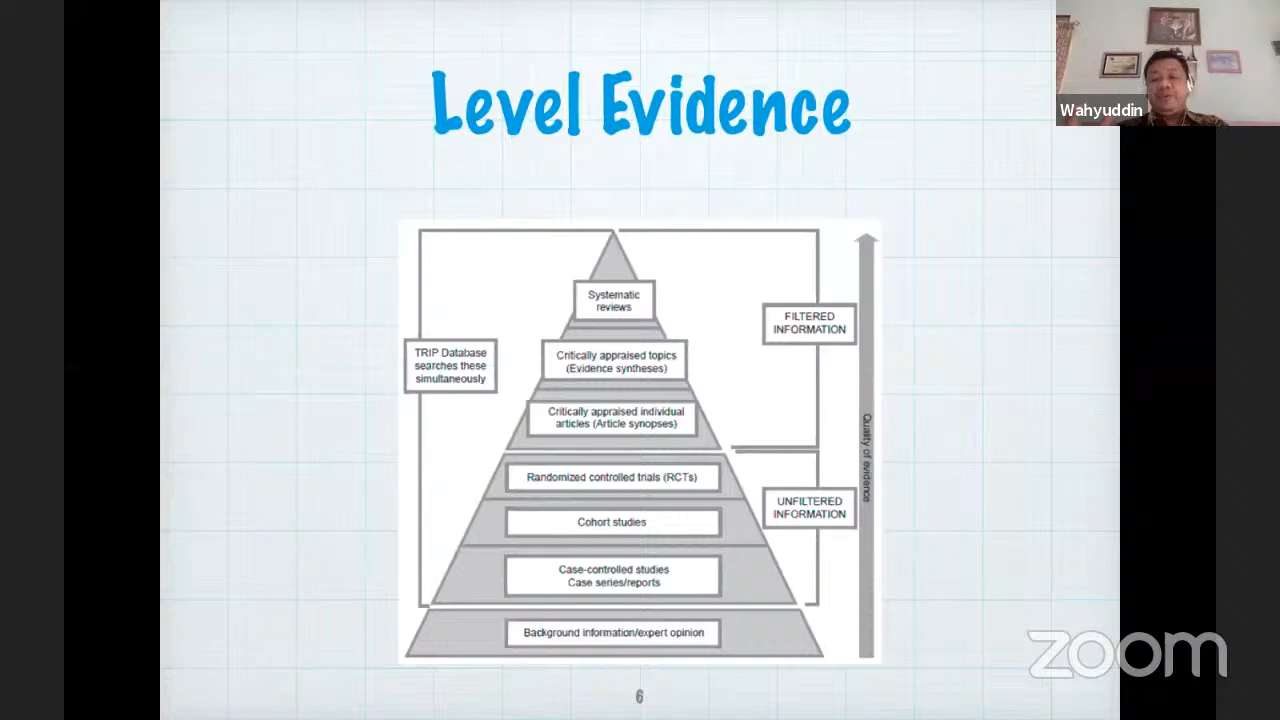 Level Evidence
Wahyuddin
Systematic
reviews
FILTERED
INFORMATION
TRIP Database
searches these
simultaneously
Critically appraised topics
(Evidence syntheses)
Critically appraised individual
articles (Article synopses)
Quality of evidence
Randomized controlled trials (RCTs)
UNFILTERED
INFORMATION
Cohort studies
Case-controlled studies
Case series/reports
Background information/expert opinion
zoom
6